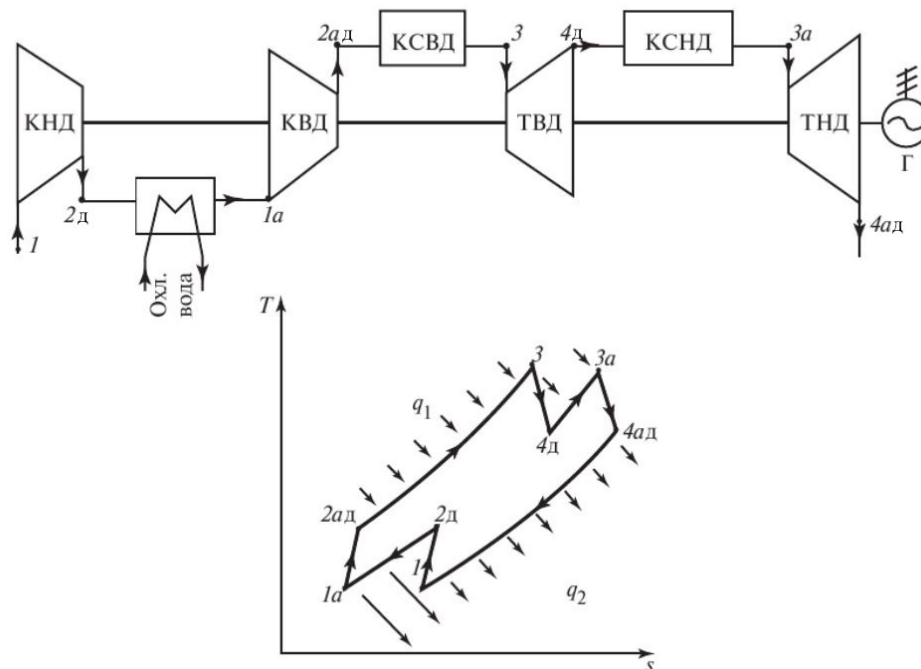 2ад
КСВД
3
4д
КСНД
3а
КНД
КВД
ТВД
ТНД
Г
2д
1а
4ад
1
Охл.
вода
T
3
3а
q1
4д
4ад
2ад
2д
1
1а
q2
s